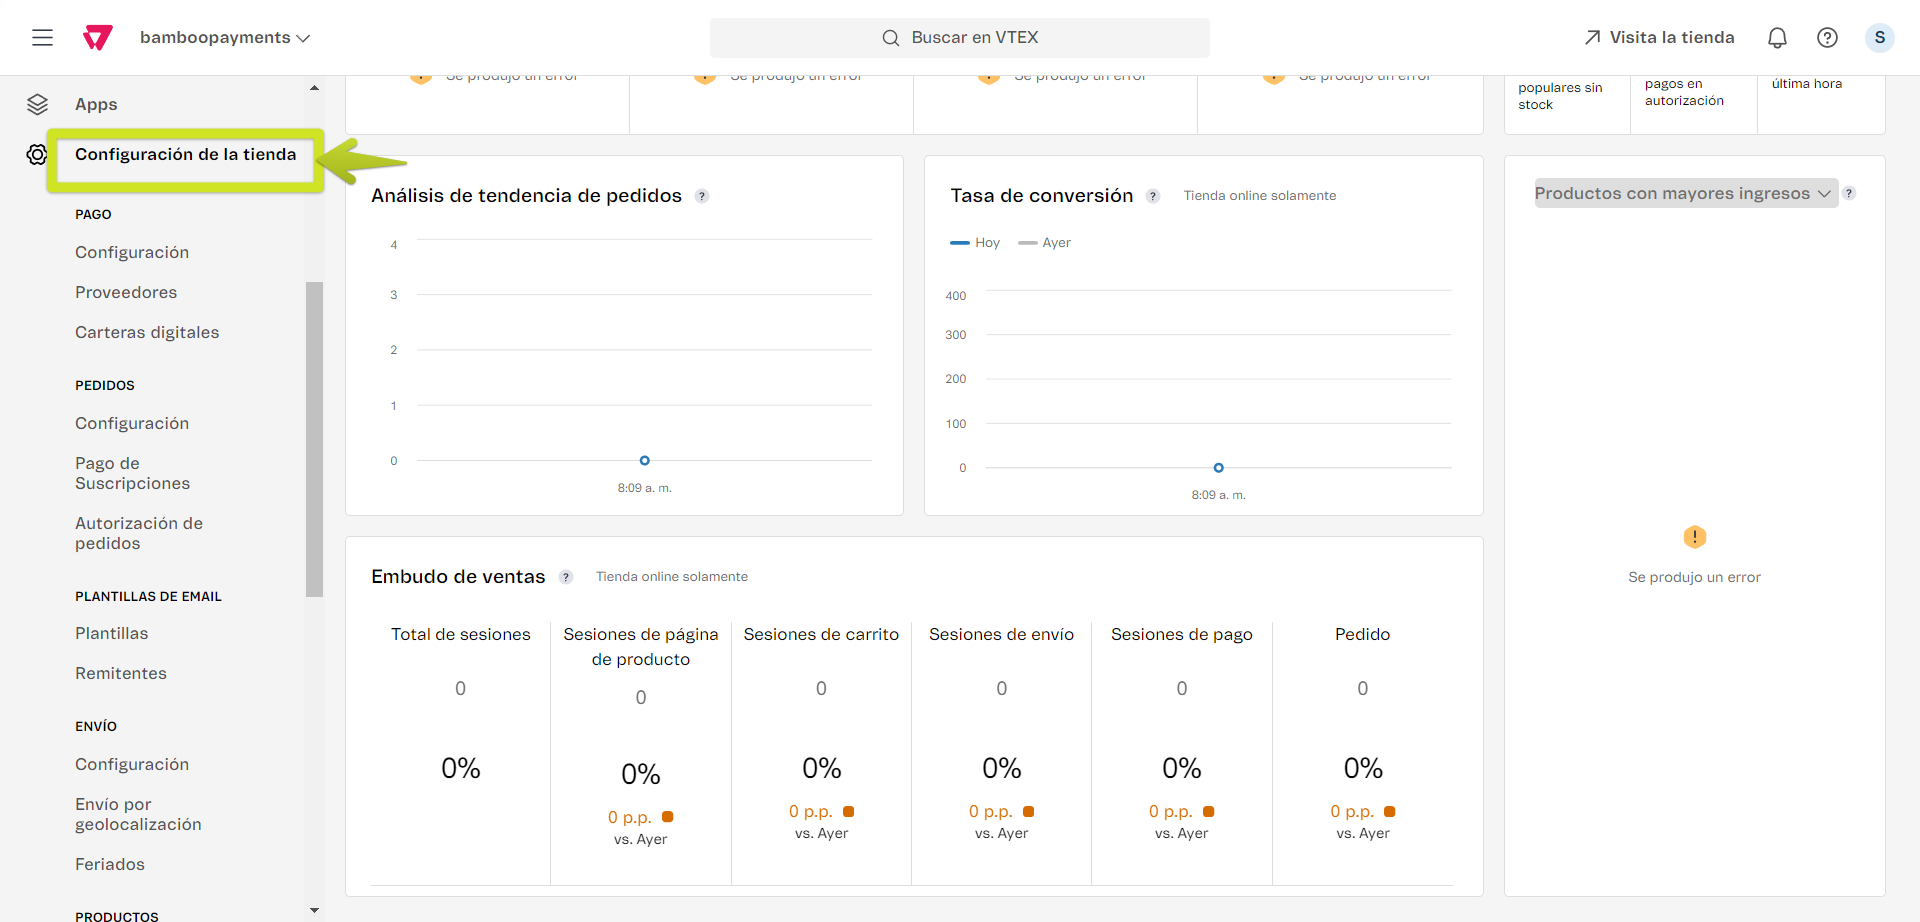 bamboopayments
Buscar en VTEX
Visita la tienda
S
Apps
Configuración de la tienda
PAGO
Configuración
Proveedores
Carteras digitales
PEDIDOS
Configuración
Pago de
Suscripciones
Autorización de
pedidos
PLANTILLAS DE EMAIL
Plantillas
Remitentes
ENVÍO
Configuración
Envío por
geolocalización
Feriados
PRODUCTOS
Se produjo un error
Se produjo un error
Se produjo un error
Se produjo un error
populares sin
stock
pagos en
autorización
última hora
Análisis de tendencia de pedidos ?
4
3
2
1
0
8:09 a. m.
Tasa de conversión ? Tienda online solamente
Hoy Ayer
400
300
200
100
0
8:09 a. m.
Productos con mayores ingresos ?
!
Se produjo un error
Embudo de ventas ? Tienda online solamente
Total de sesiones
0
0%
Sesiones de página
de producto
0
0%
0 p.p.
vs. Ayer
Sesiones de carrito
0
0%
0 p.p.
vs. Ayer
Sesiones de envío
0
0%
0 p.p.
vs. Ayer
Sesiones de pago
0
0%
0 p.p.
vs. Ayer
Pedido
0
0%
0 p.p.
vs. Ayer